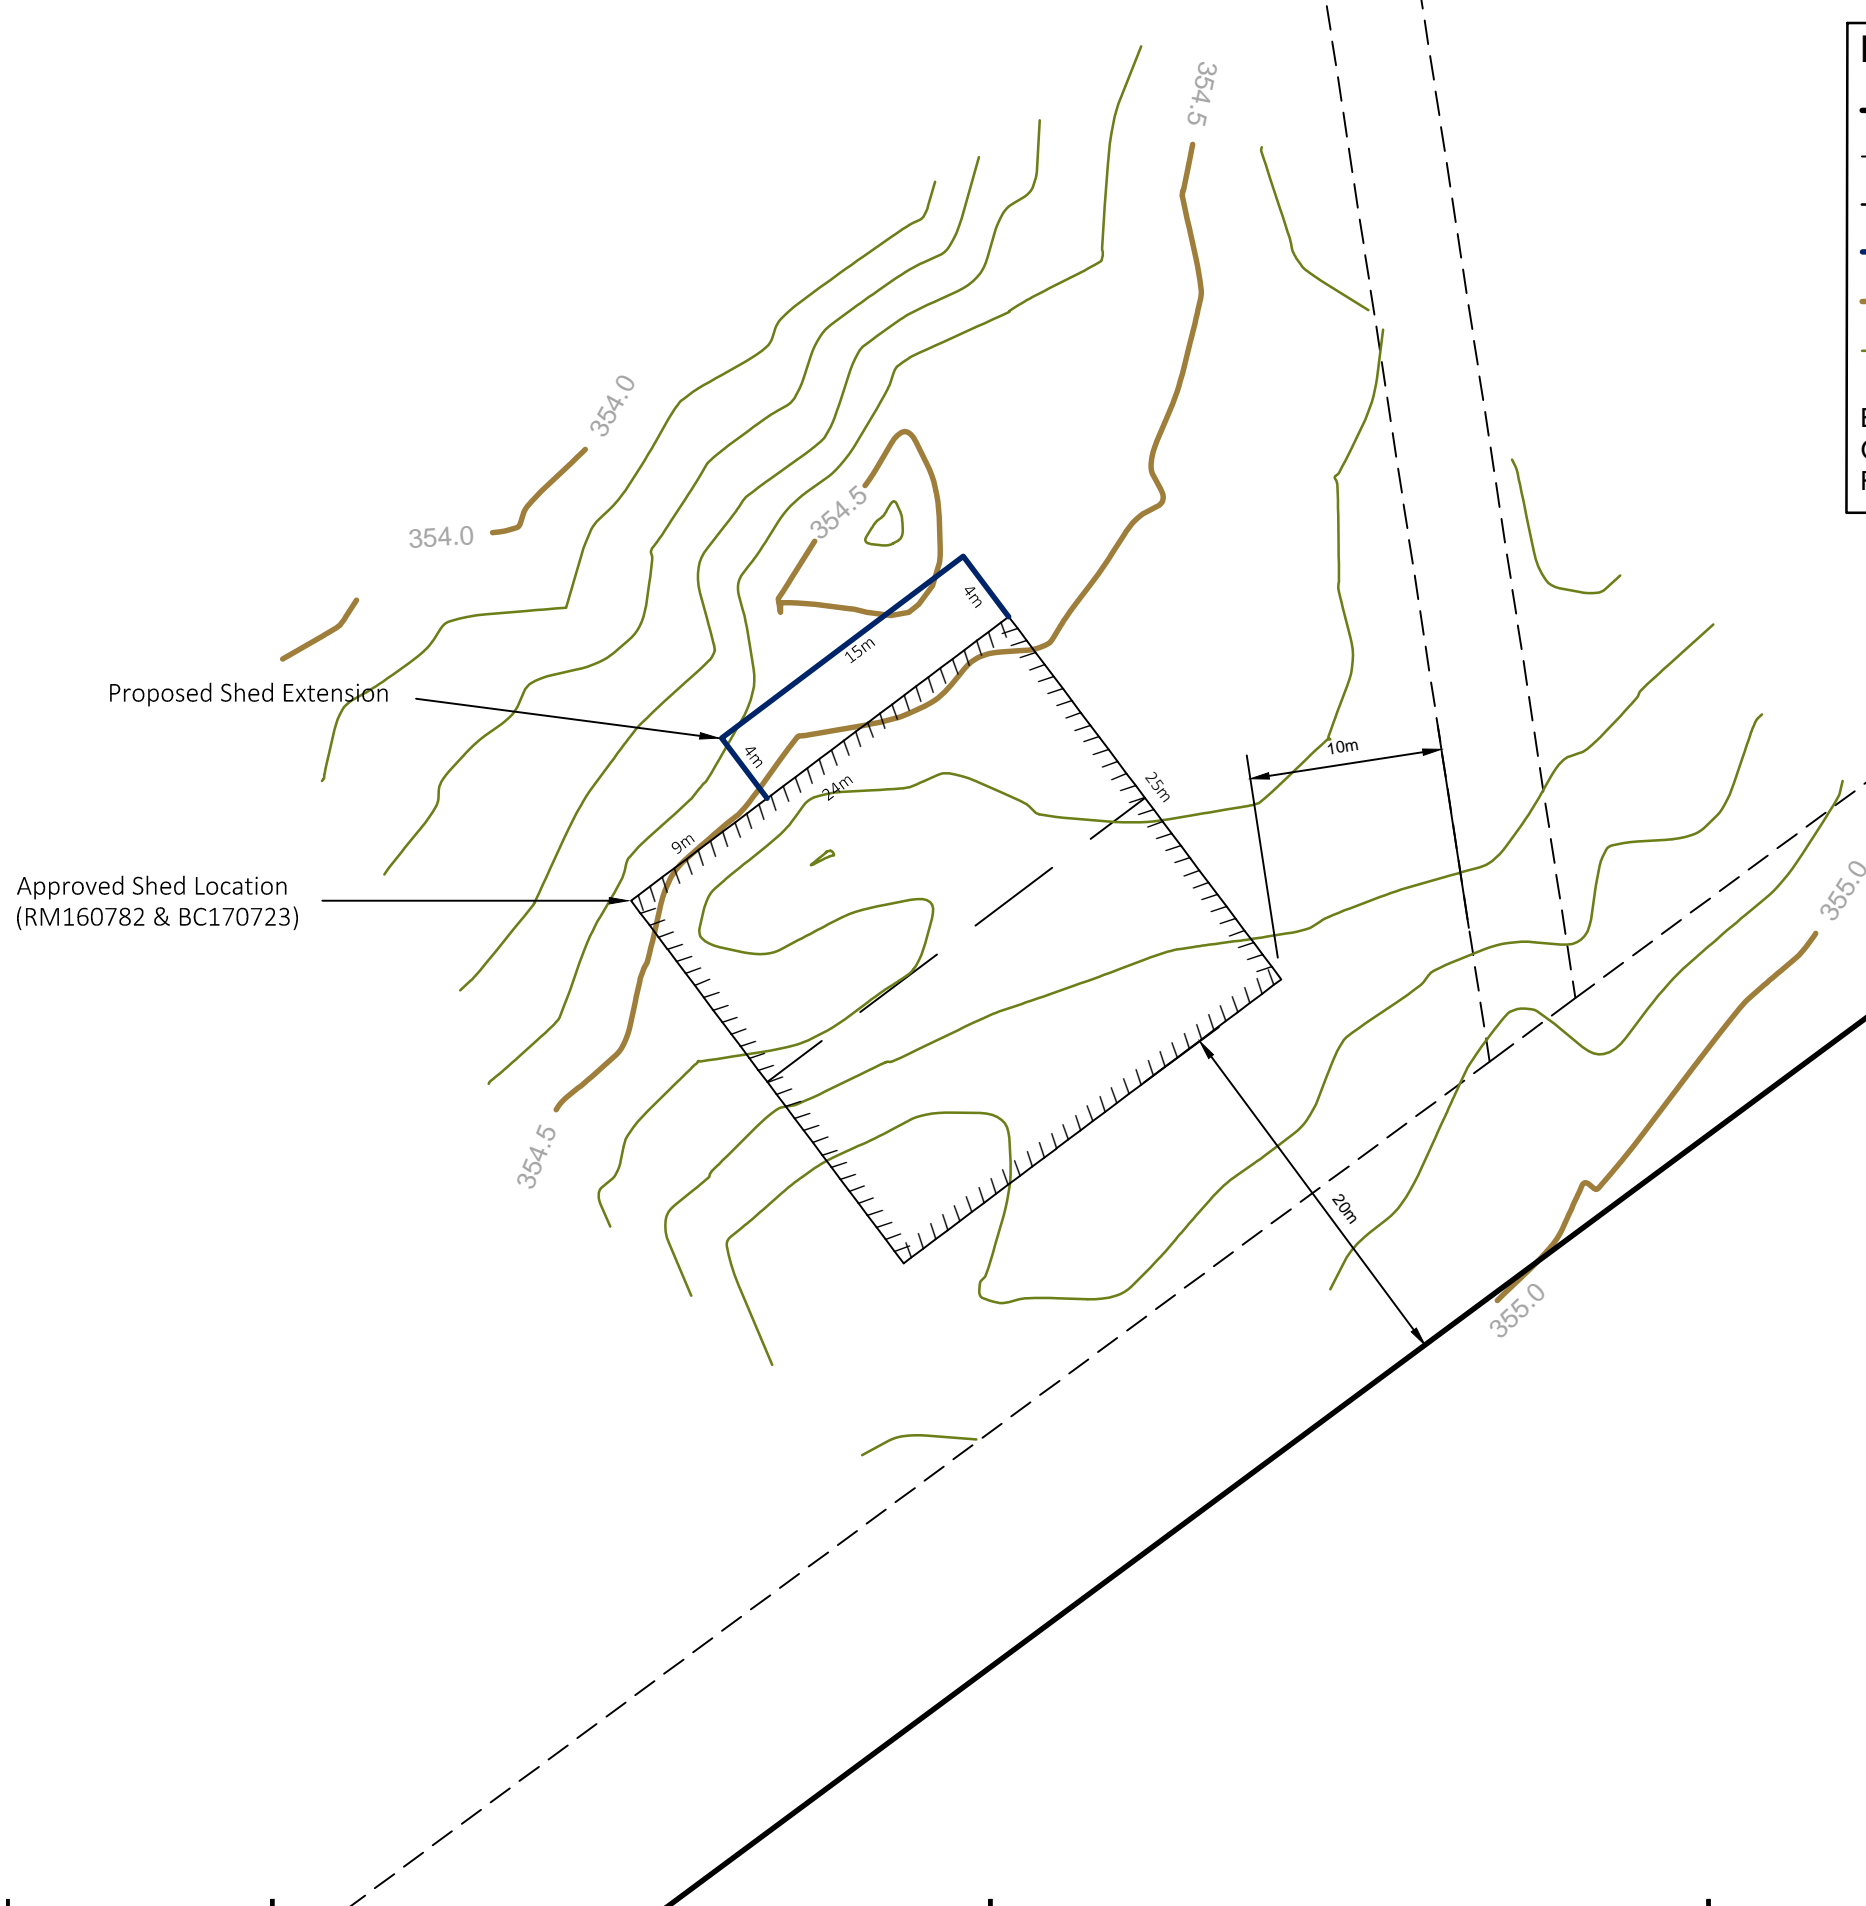 354.5
354.0
354.0
354.5
4m
15m
Proposed Shed Extension
4m
24m
25m
10m
9m
Approved Shed Location
(RM160782 & BC170723)
355.0
354.5
20m
355.0